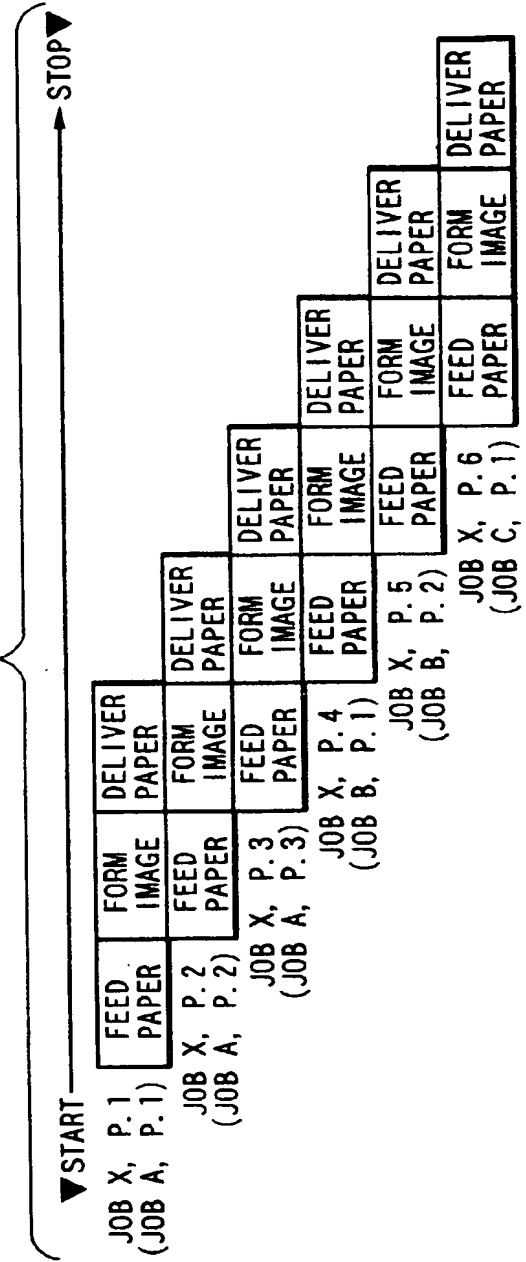 ▼START
STOP▼
JOB X, P.1
(JOB A, P.1)
FEED
PAPER
FORM
IMAGE
DELIVER
PAPER
JOB X, P.2
(JOB A, P.2)
FEED
PAPER
FORM
IMAGE
DELIVER
PAPER
JOB X, P.3
(JOB A, P.3)
FEED
PAPER
FORM
IMAGE
DELIVER
PAPER
JOB X, P.4
(JOB B, P.1)
FEED
PAPER
FORM
IMAGE
DELIVER
PAPER
JOB X, P.5
(JOB B, P.2)
FEED
PAPER
FORM
IMAGE
DELIVER
PAPER
JOB X, P.6
(JOB C, P.1)
FEED
PAPER
FORM
IMAGE
DELIVER
PAPER